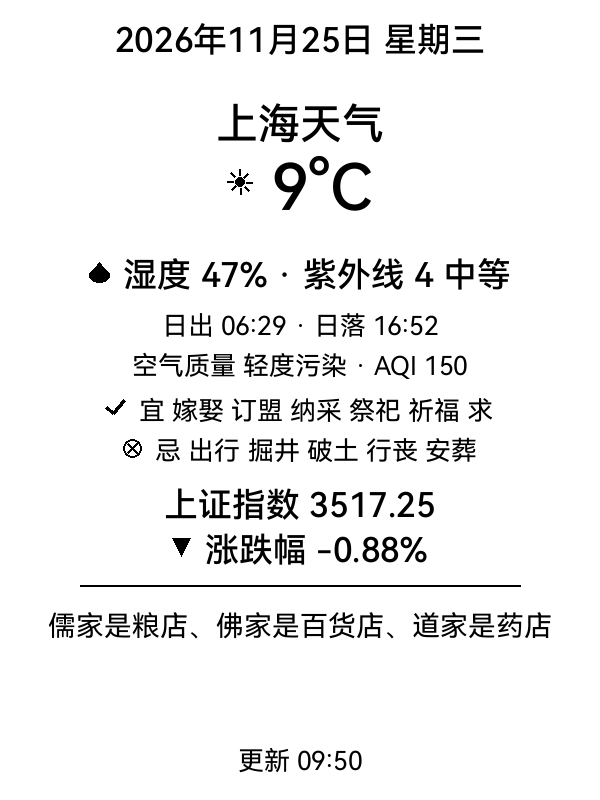 2026年11月25日 星期三
上海天气
9°C
湿度 47% · 紫外线 4 中等
日出 06:29 · 日落 16:52
空气质量 轻度污染 · AQI 150
宜 嫁娶 订盟 纳采 祭祀 祈福 求
忌 出行 掘井 破土 行丧 安葬
上证指数 3517.25
▼ 涨跌幅 -0.88%
儒家是粮店、佛家是百货店、道家是药店
更新 09:50